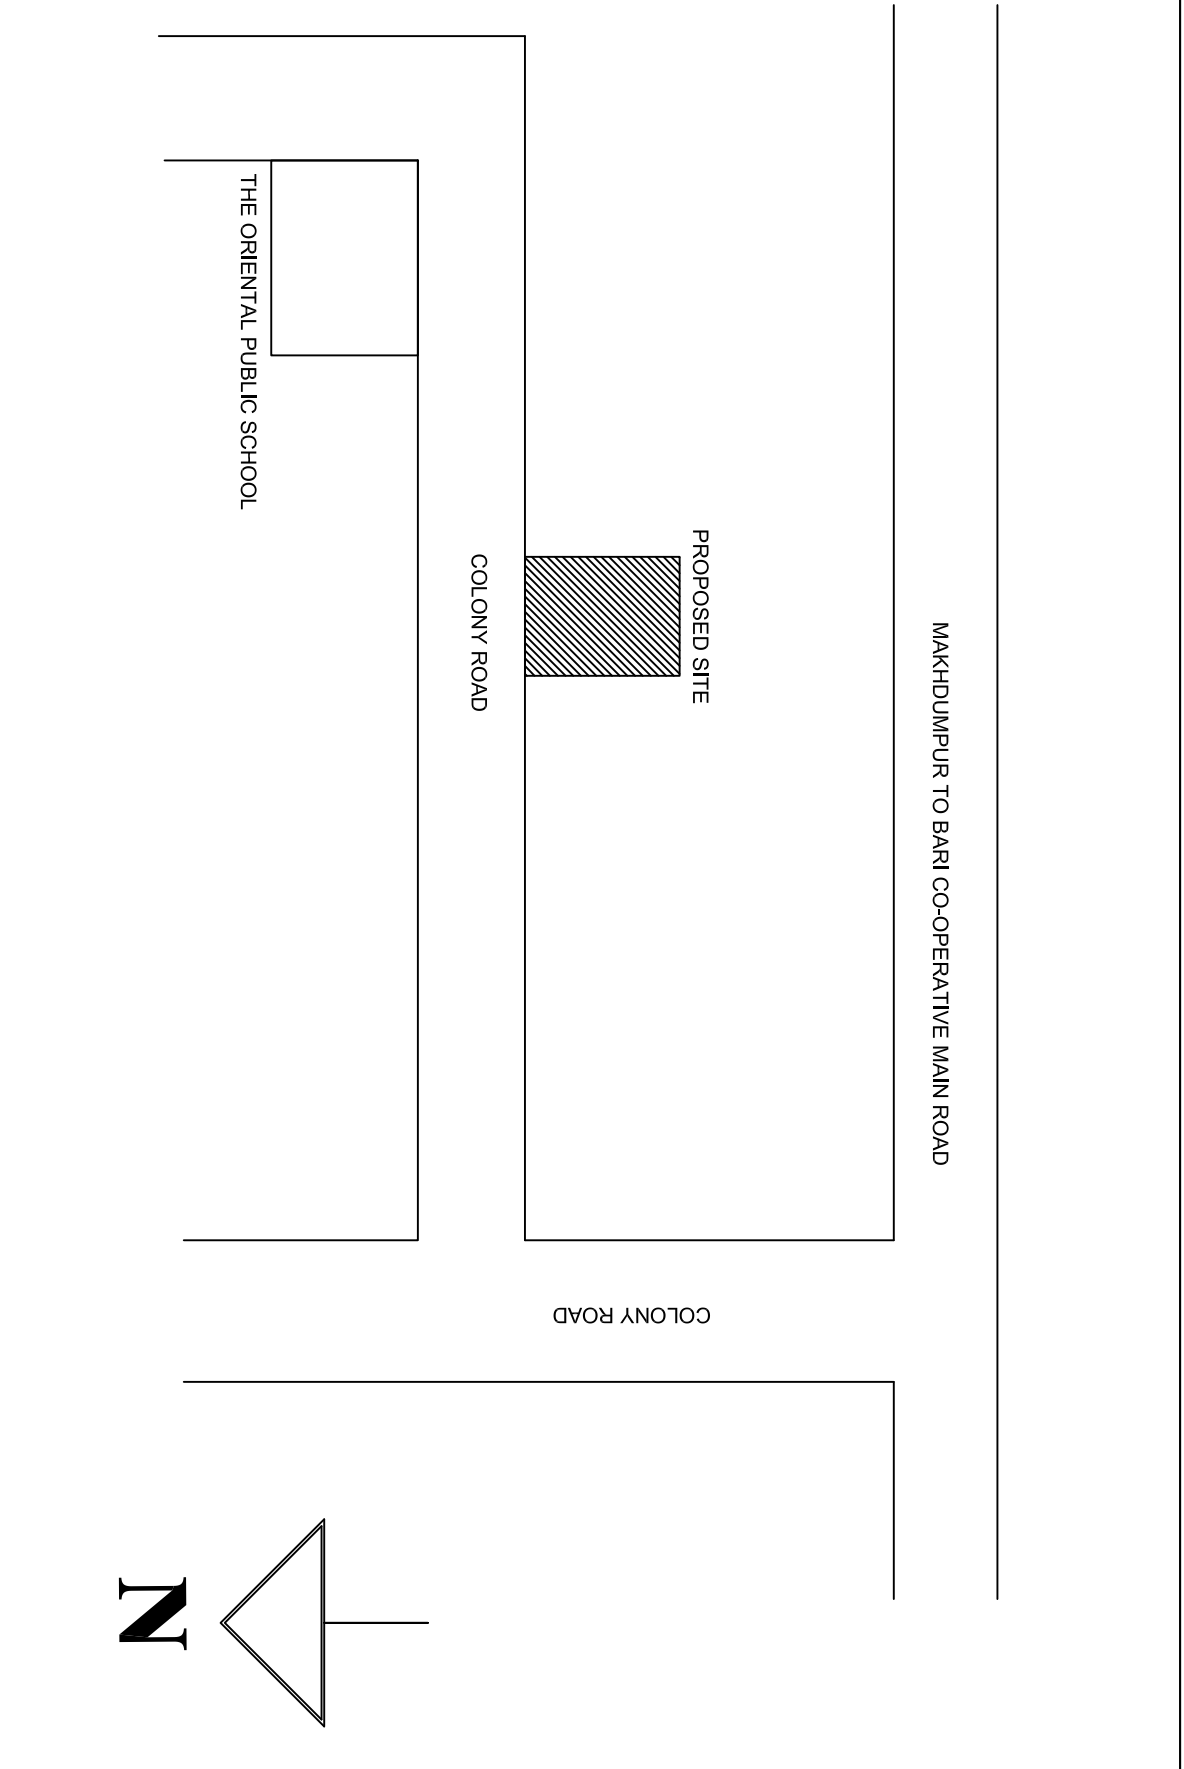 THE ORIENTAL PUBLIC SCHOOL
COLONY ROAD
PROPOSED SITE
MAKHDUMPUR TO BARI CO-OPERATIVE MAIN ROAD
COLONY ROAD
N